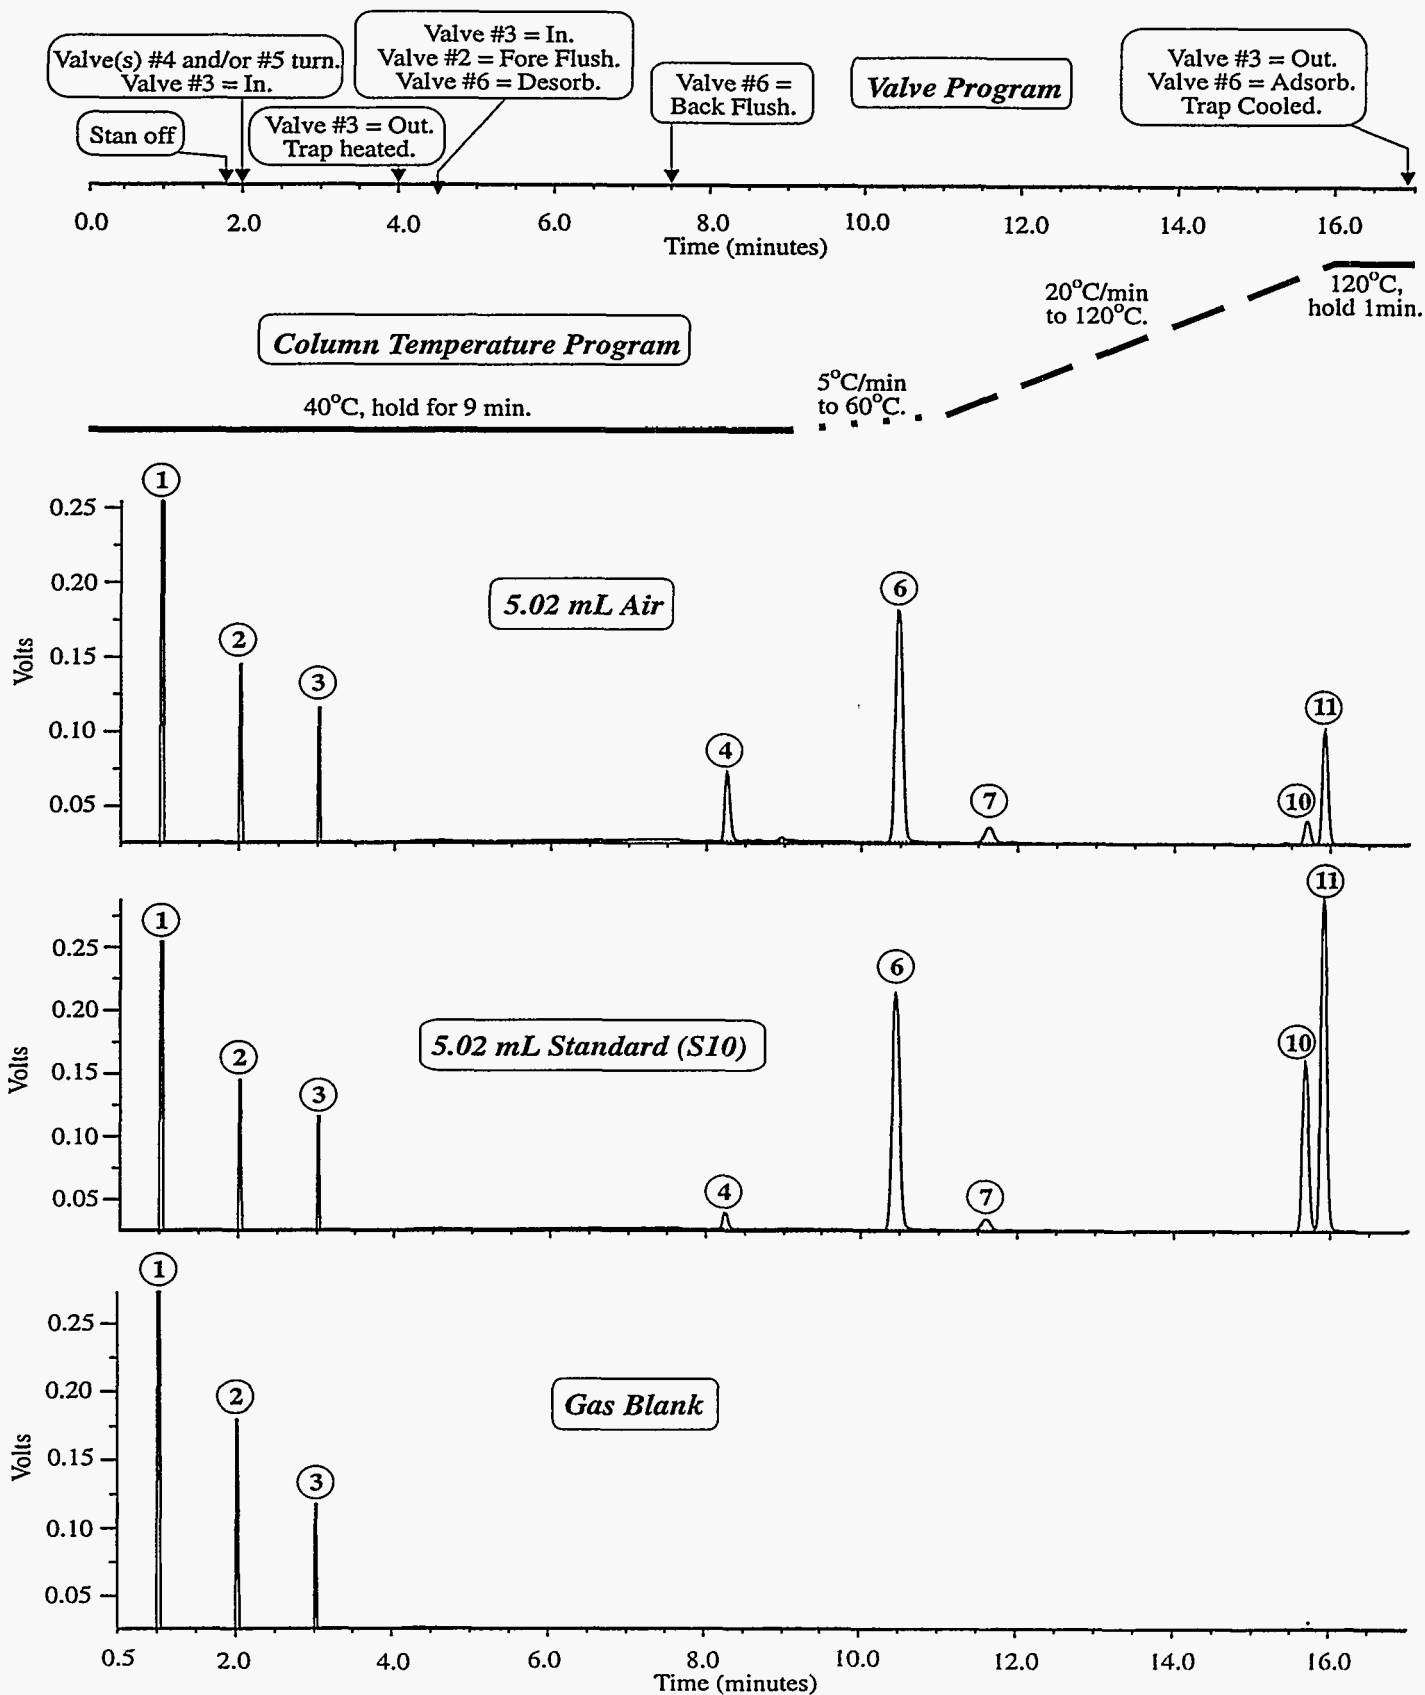 Valve(s) #4 and/or #5 turn.
Valve #3 = In.
Valve #3 = In.
Valve #2 = Fore Flush.
Valve #6 = Desorb.
Valve #6 =
Back Flush.
Valve Program
Valve #3 = Out.
Valve #6 = Adsorb.
Trap Cooled.
Stan off
Valve #3 = Out.
Trap heated.
0.0 2.0 4.0 6.0 8.0 10.0 12.0 14.0 16.0
Time (minutes)
20°C/min
to 120°C.
120°C,
hold 1min.
Column Temperature Program
5°C/min
to 60°C.
40°C, hold for 9 min.
Volts
0.25
0.20
0.15
0.10
0.05
1
2
3
4
6
7
10
11
5.02 mL Air
Volts
0.25
0.20
0.15
0.10
0.05
1
2
3
4
6
7
10
11
5.02 mL Standard (S10)
Volts
0.25
0.20
0.15
0.10
0.05
1
2
3
Gas Blank
0.5 2.0 4.0 6.0 8.0 10.0 12.0 14.0 16.0
Time (minutes)